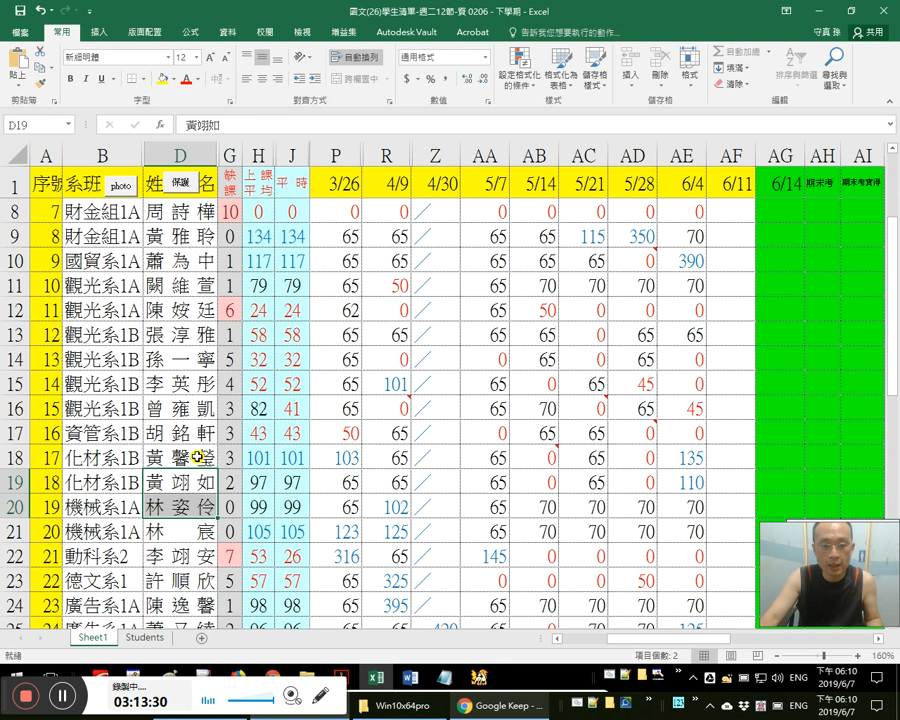 國文(26)學生清單-週二12節-賢 0206 - 下學期 - Excel
檔案 常用 插入 版面配置 公式 資料 校閱 檢視 增益集 Autodesk Vault Acrobat 告訴我您想要執行的動作... 守真 孫 共用
新細明體 12 自動換列 通用格式 自動加總
貼上 B I U 跨欄置中 $ % 設定格式化的條件 格式化為表格 儲存格樣式 插入 刪除 格式 填滿 清除 排序與篩選 尋找與選取
剪貼簿 字型 對齊方式 數值 樣式 儲存格 編輯
D19 fx 黃翊如
A B D G H J P R Z AA AB AC AD AE AF AG AH AI
1 序號 系班 photo 姓 保護 名 缺課 上課平均 平時 3/26 4/9 4/30 5/7 5/14 5/21 5/28 6/4 6/11 6/14 期末考 期末考實得
8 7 財金組1A 周詩樺 10 0 0 0 0 ／ 0 0 0 0 0
9 8 財金組1A 黃雅聆 0 134 134 65 65 ／ 65 65 115 350 70
10 9 國貿系1A 蕭為中 1 117 117 65 65 ／ 65 65 65 0 390
11 10 觀光系1A 闕維萱 1 79 79 65 50 ／ 65 70 70 70 70
12 11 觀光系1A 陳姲廷 6 24 24 62 0 ／ 0 50 0 0 0
13 12 觀光系1B 張淳雅 1 58 58 65 65 ／ 65 65 0 65 65
14 13 觀光系1B 孫一寧 5 32 32 65 0 ／ 0 65 0 65 0
15 14 觀光系1B 李英彤 4 52 52 65 101 ／ 65 0 65 45 0
16 15 觀光系1B 曾雍凱 3 82 41 65 0 ／ 65 70 0 65 45
17 16 資管系1B 胡銘軒 3 43 43 50 65 ／ 0 65 65 0 0
18 17 化材系1B 黃馨瑩 3 101 101 103 65 ／ 65 0 65 0 135
19 18 化材系1B 黃翊如 2 97 97 65 65 ／ 65 0 65 0 110
20 19 機械系1A 林姿伶 0 99 99 65 102 ／ 65 0 70 70 70
21 20 機械系1A 林宸 0 105 105 123 125 ／ 65 65 70 70 70
22 21 動科系2 李翊安 7 53 26 316 65 ／ 145 0 0 0 0
23 22 德文系1 許順欣 5 57 57 65 325 ／ 0 0 0 50 0
24 23 廣告系1A 陳逸馨 1 98 98 65 395 ／ 65 70 70 70 70
Sheet1 Students
就緒 項目個數: 2 160%
錄製中....
03:13:30
ENG 下午 06:10
2019/6/7
Win10x64pro Google Keep - ... ENG 下午 06:10
2019/6/7